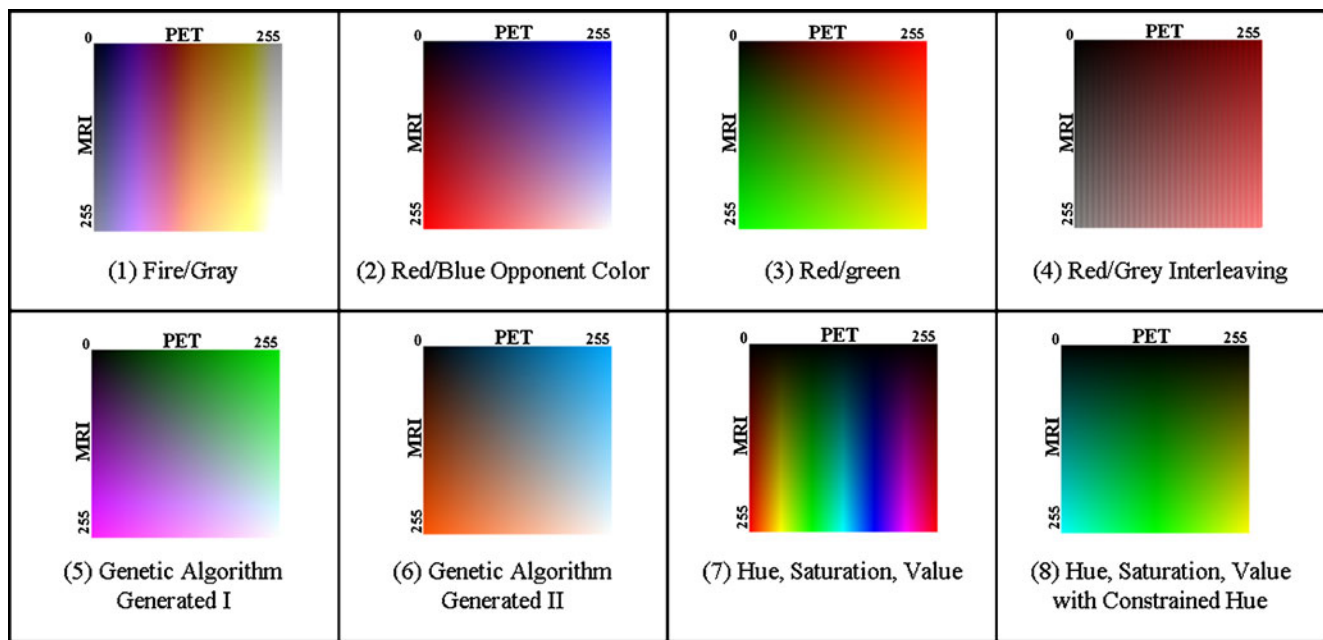 0 PET 255
MRI
255
(1) Fire/Gray
0 PET 255
MRI
255
(2) Red/Blue Opponent Color
0 PET 255
MRI
255
(3) Red/green
0 PET 255
MRI
255
(4) Red/Grey Interleaving
0 PET 255
MRI
255
(5) Genetic Algorithm
Generated I
0 PET 255
MRI
255
(6) Genetic Algorithm
Generated II
0 PET 255
MRI
255
(7) Hue, Saturation, Value
0 PET 255
MRI
255
(8) Hue, Saturation, Value
with Constrained Hue